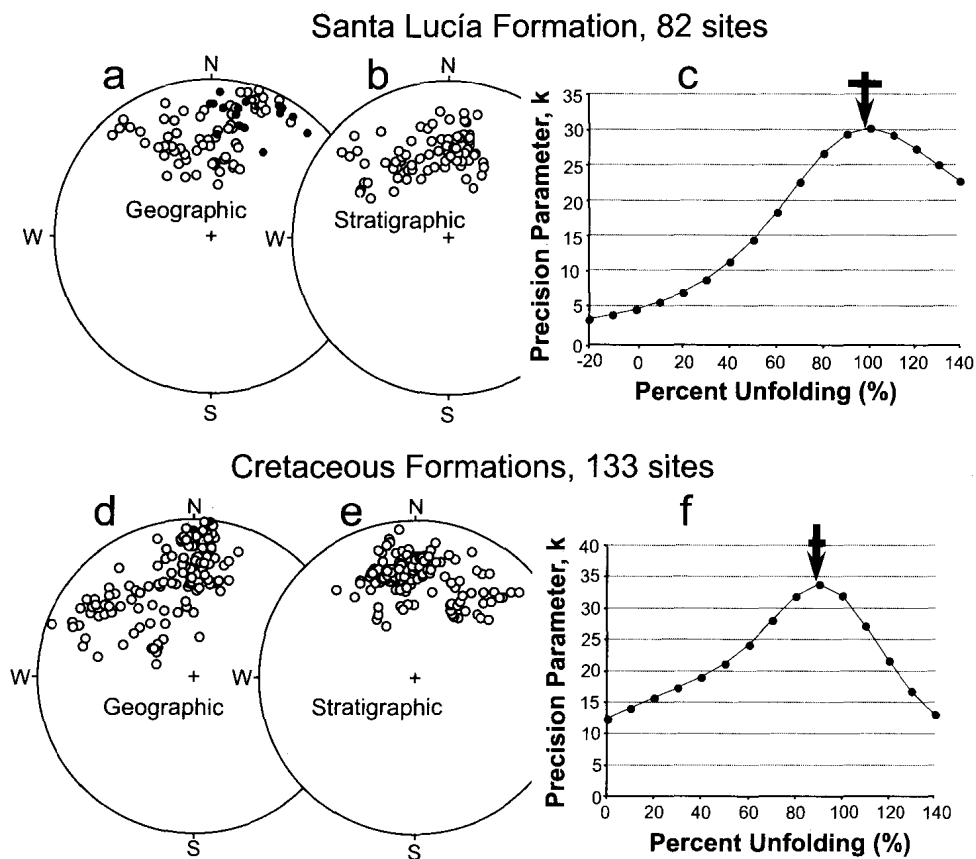 Santa Lucía Formation, 82 sites
a
N
W
Geographic
+
S
b
N
W
Stratigraphic
+
S
c
Precision Parameter, k
35
30
25
20
15
10
5
0
-20 0 20 40 60 80 100 120 140
Percent Unfolding (%)
Cretaceous Formations, 133 sites
d
N
W
+
Geographic
S
e
N
W
+
Stratigraphic
S
f
Precision Parameter, k
40
35
30
25
20
15
10
5
0
0 20 40 60 80 100 120 140
Percent Unfolding (%)